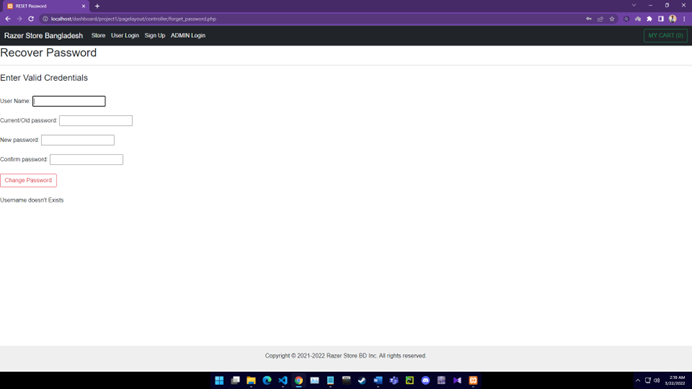 RESET Password
localhost/dashboard/project1/pagelayout/controller/forget_password.php
Razer Store Bangladesh Store User Login Sign Up ADMIN Login MY CART (0)
Recover Password
Enter Valid Credentials
User Name:
Current/Old password:
New password:
Confirm password:
Change Password
Username doesn't Exists
Copyright © 2021-2022 Razer Store BD Inc. All rights reserved.
2:19 AM
5/22/2022